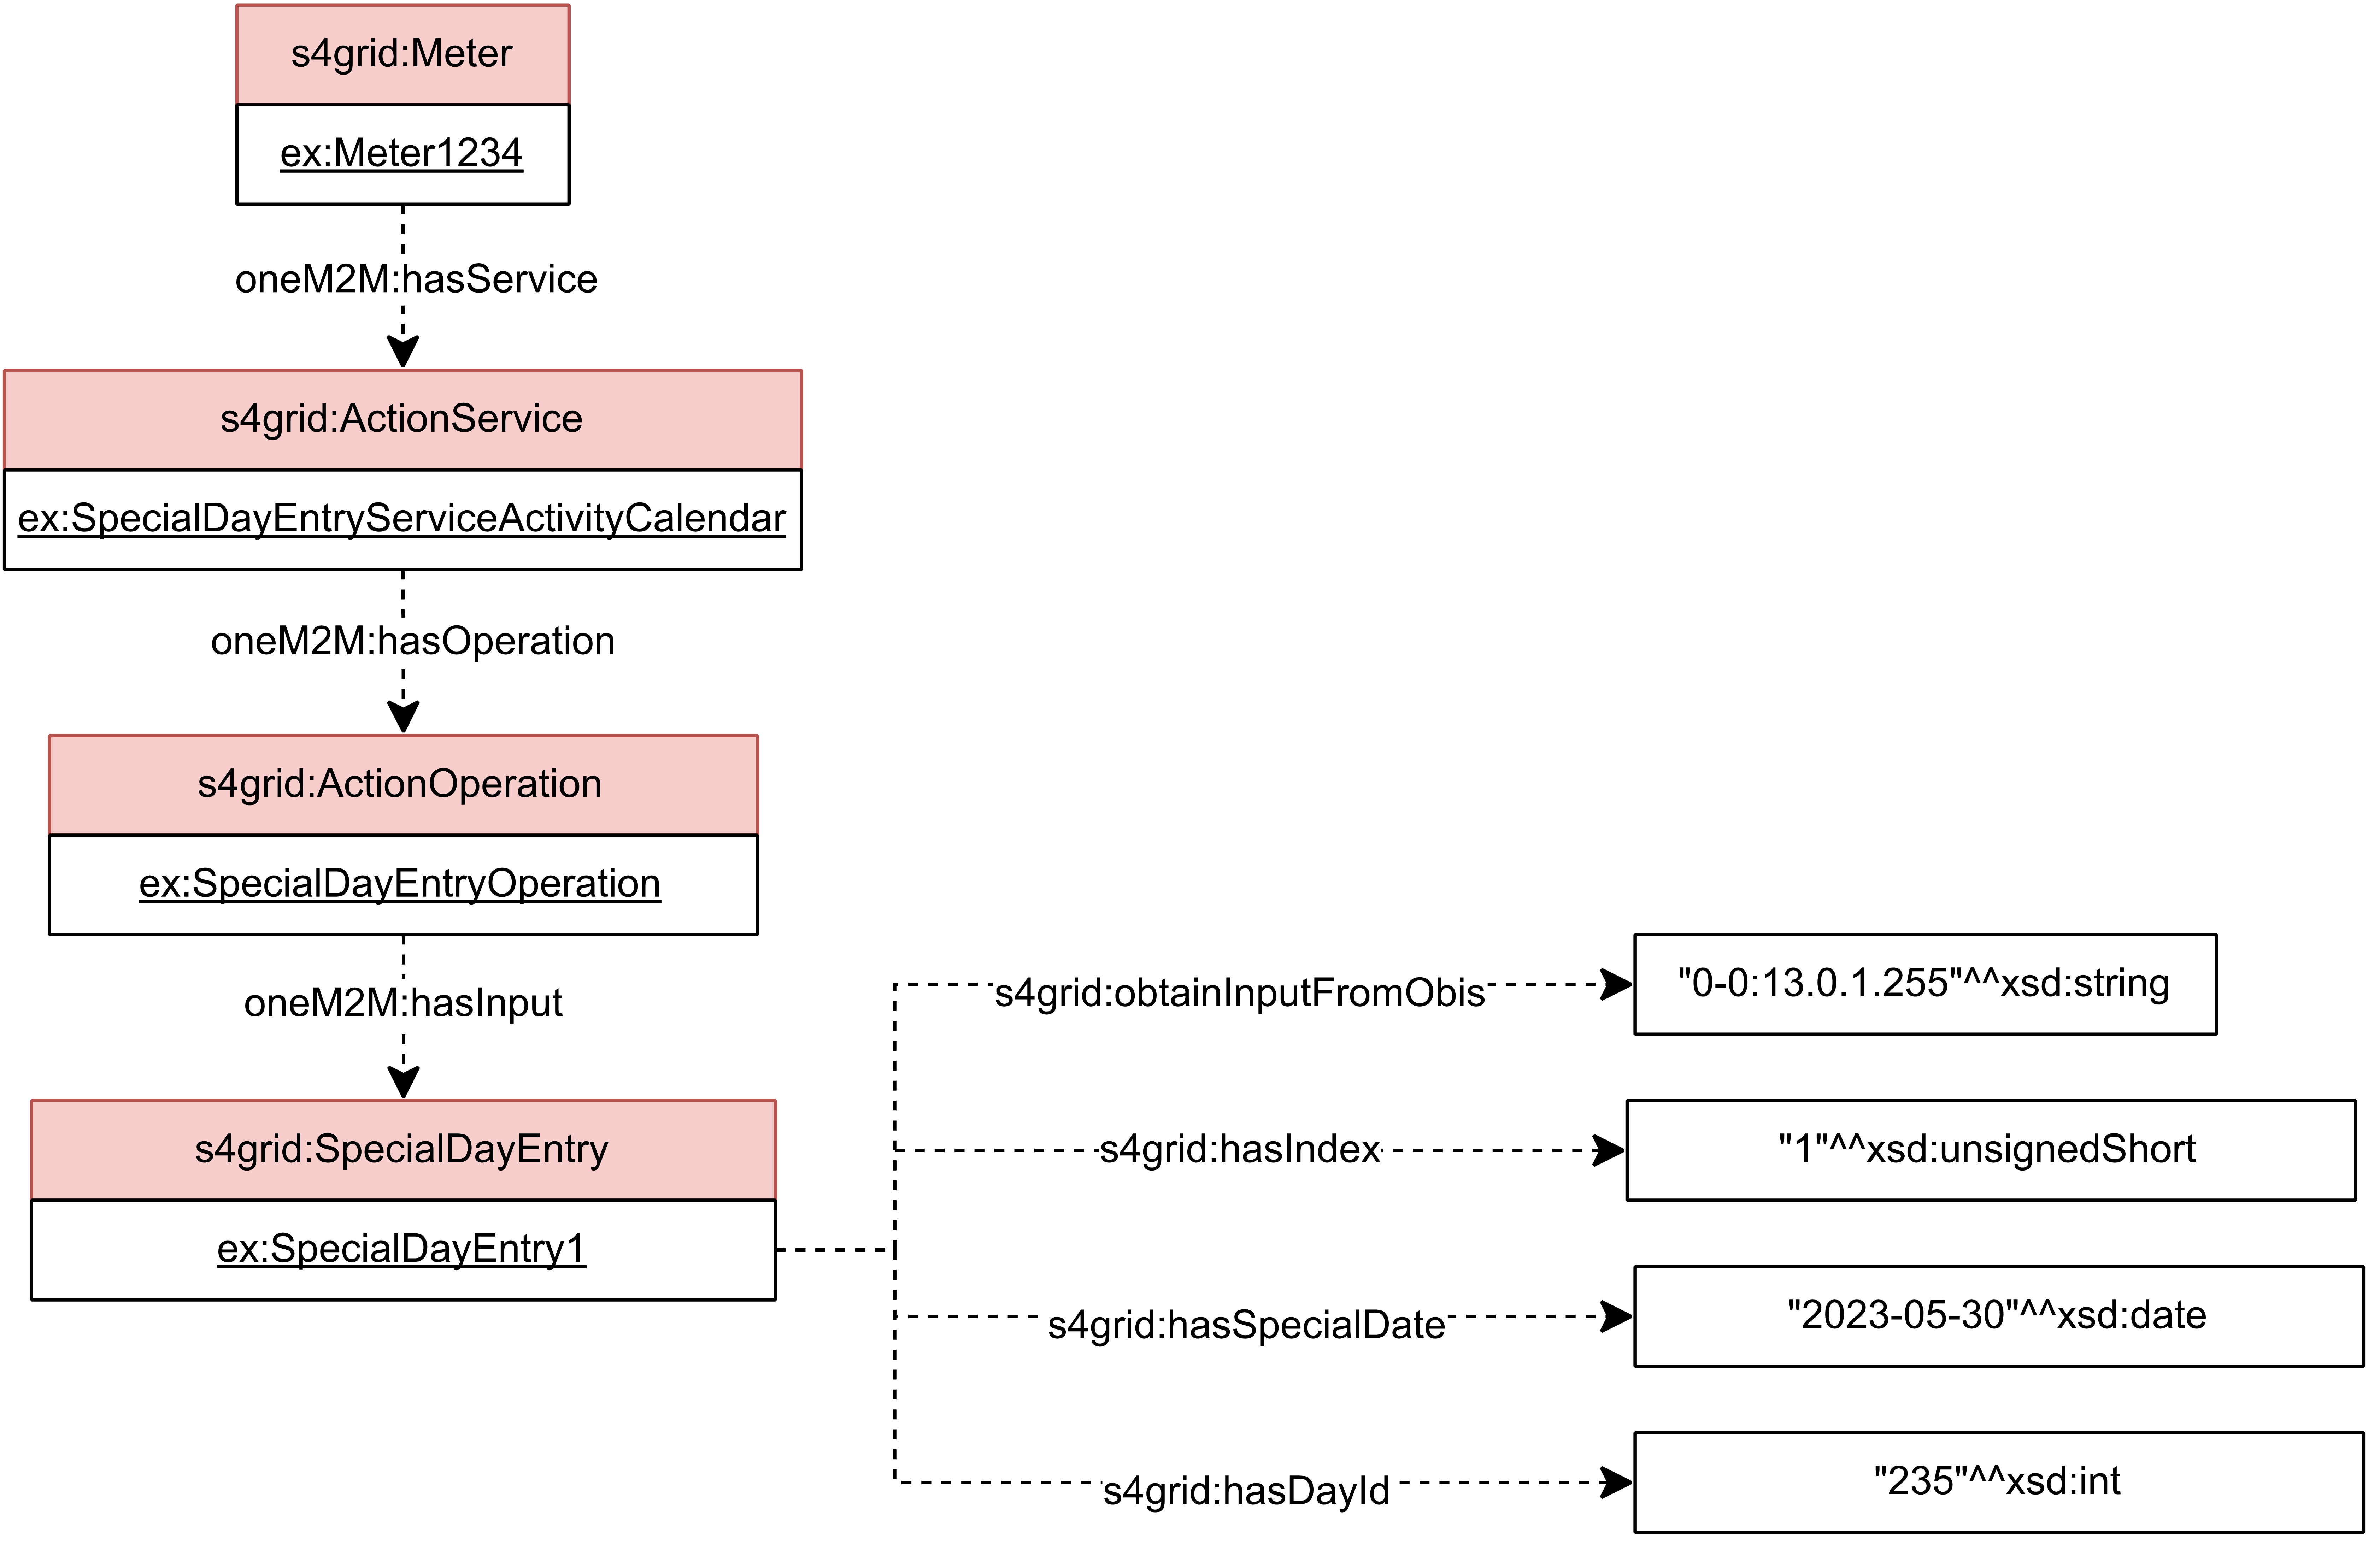 s4grid:Meter
ex:Meter1234
oneM2M:hasService
s4grid:ActionService
ex:SpecialDayEntryServiceActivityCalendar
oneM2M:hasOperation
s4grid:ActionOperation
ex:SpecialDayEntryOperation
oneM2M:hasInput
s4grid:SpecialDayEntry
ex:SpecialDayEntry1
s4grid:obtainInputFromObis
"0-0:13.0.1.255"^^xsd:string
s4grid:hasIndex
"1"^^xsd:unsignedShort
s4grid:hasSpecialDate
"2023-05-30"^^xsd:date
s4grid:hasDayId
"235"^^xsd:int